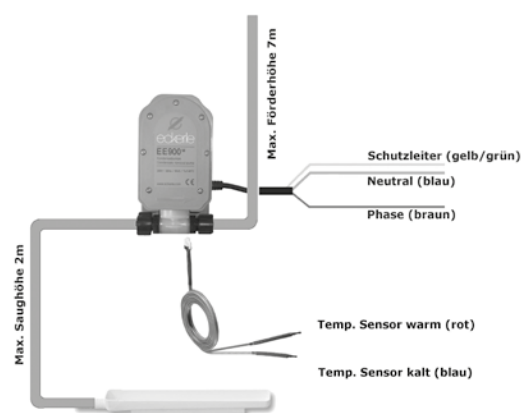 Max. Förderhöhe 7m
eckerle
EE900
Schutzleiter (gelb/grün)
Neutral (blau)
Phase (braun)
Max. Saughöhe 2m
Temp. Sensor warm (rot)
Temp. Sensor kalt (blau)